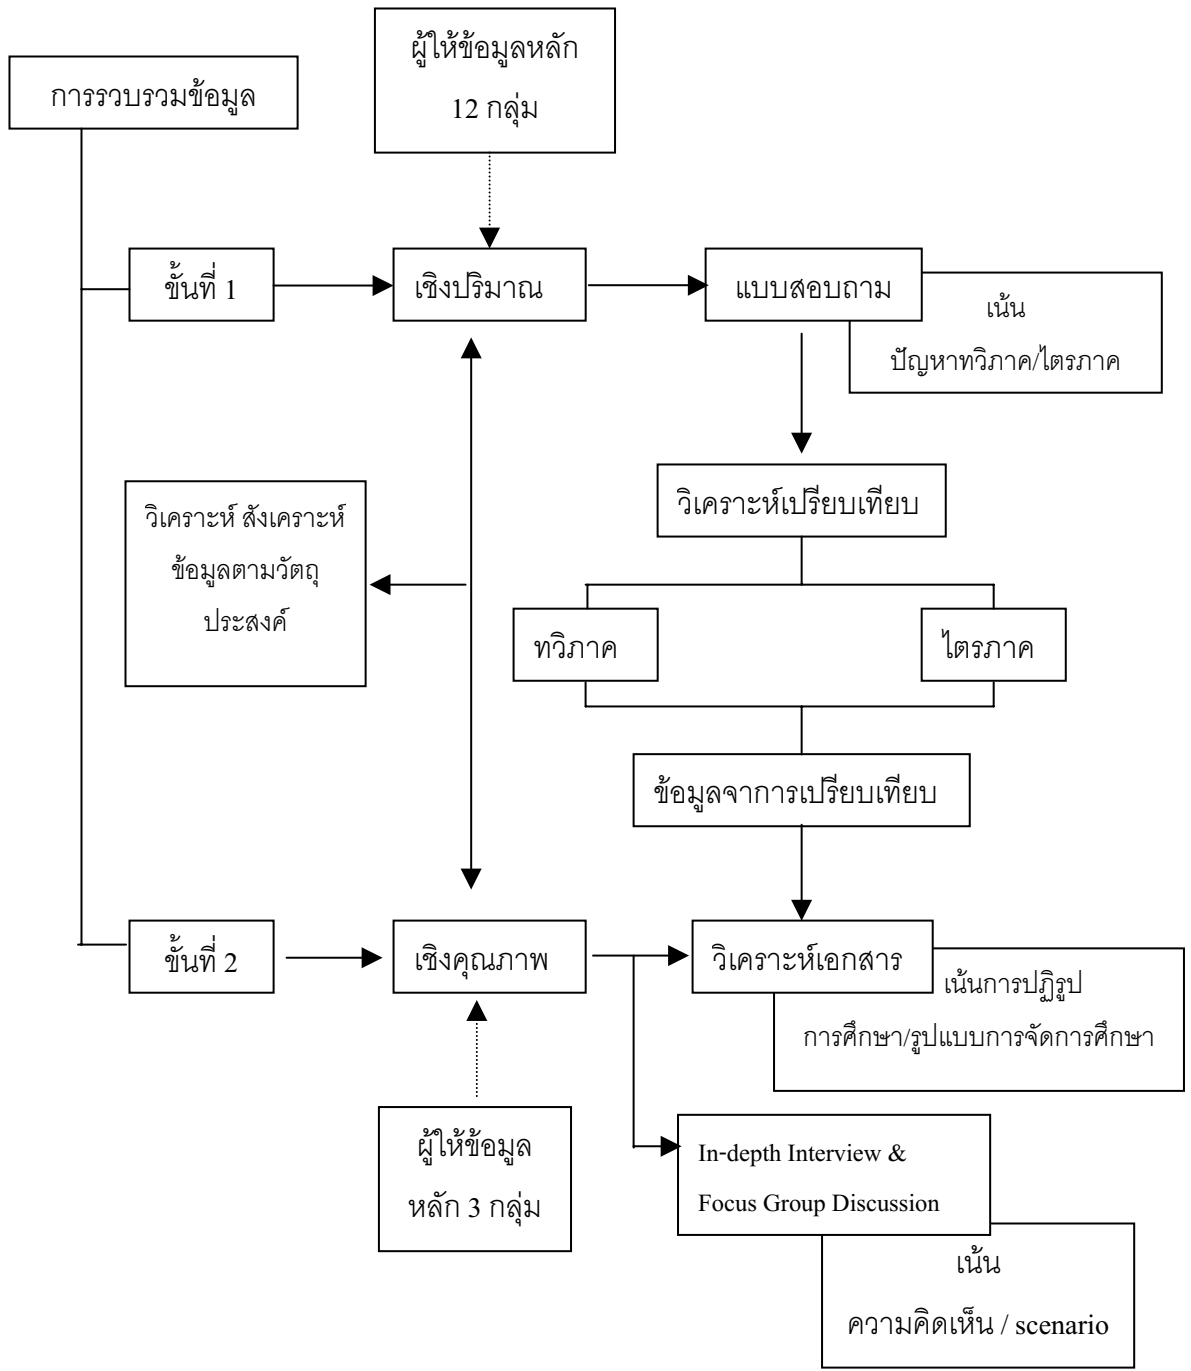 ผู้ให้ข้อมูลหลัก
12 กลุ่ม
การรวบรวมข้อมูล
ขั้นที่ 1
เชิงปริมาณ
แบบสอบถาม
เน้น
ปัญหาทวิภาค/ไตรภาค
วิเคราะห์เปรียบเทียบ
วิเคราะห์ สังเคราะห์
ข้อมูลตามวัตถุ
ประสงค์
ทวิภาค
ไตรภาค
ข้อมูลจาการเปรียบเทียบ
ขั้นที่ 2
เชิงคุณภาพ
วิเคราะห์เอกสาร
เน้นการปฏิรูป
การศึกษา/รูปแบบการจัดการศึกษา
ผู้ให้ข้อมูล
หลัก 3 กลุ่ม
In-depth Interview &
Focus Group Discussion
เน้น
ความคิดเห็น / scenario